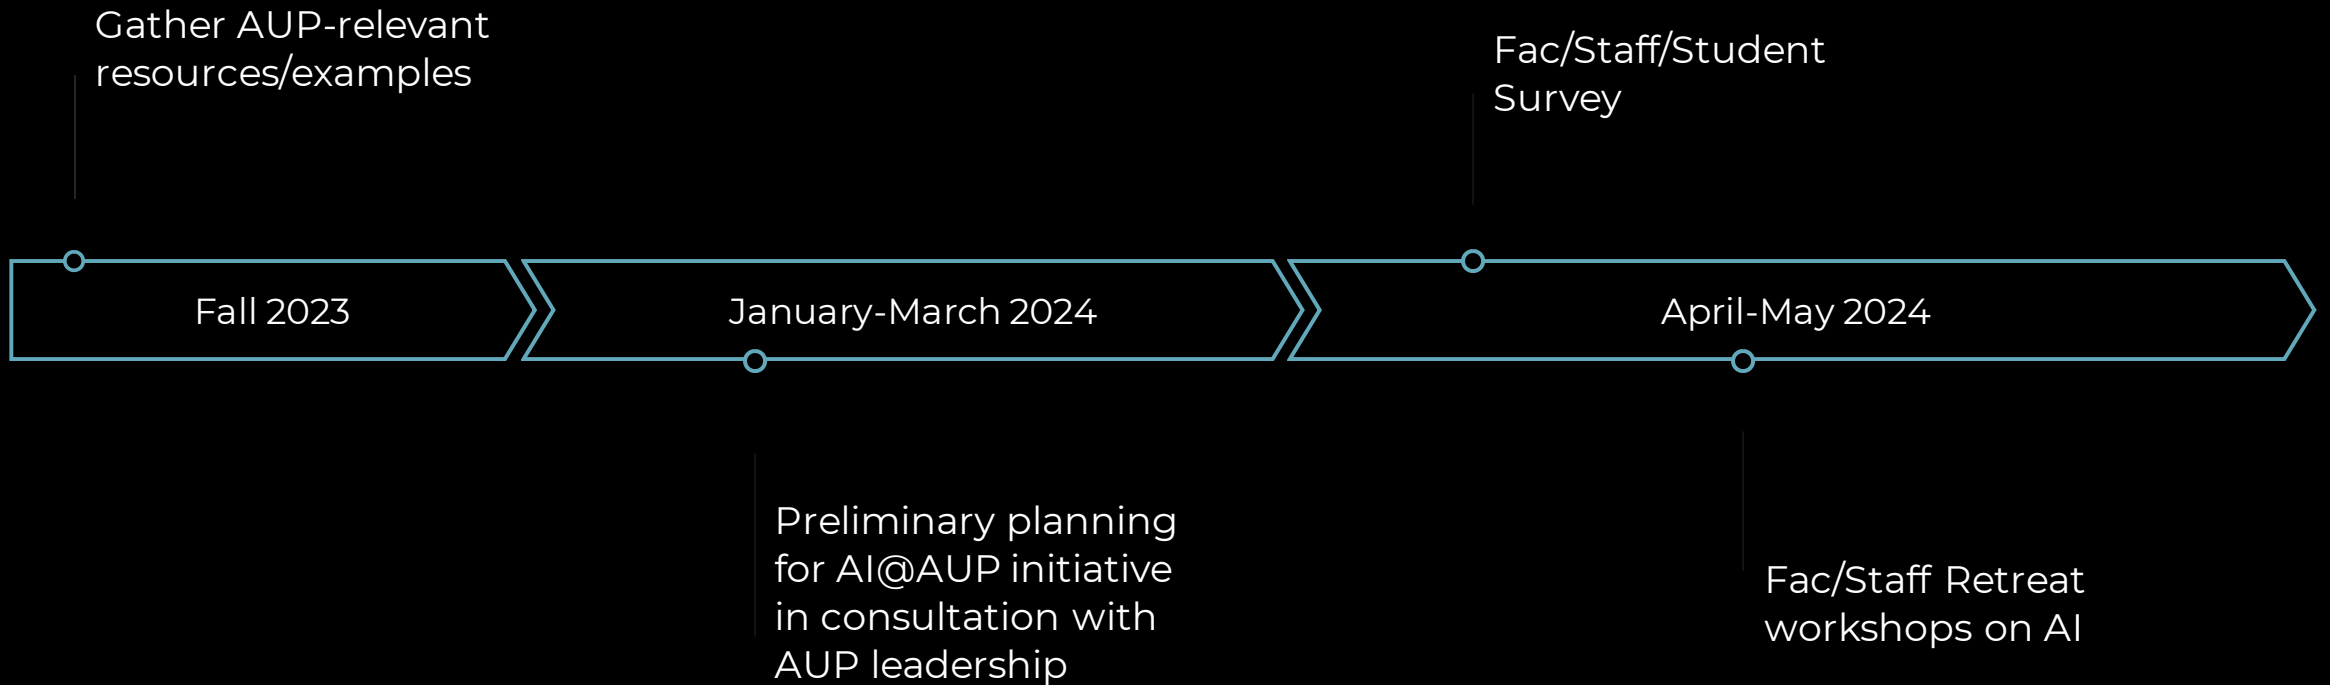 Gather AUP-relevant
resources/examples
Fac/Staff/Student
Survey
Fall 2023
January-March 2024
April-May 2024
Preliminary planning
for AI@AUP initiative
in consultation with
AUP leadership
Fac/Staff Retreat
workshops on AI